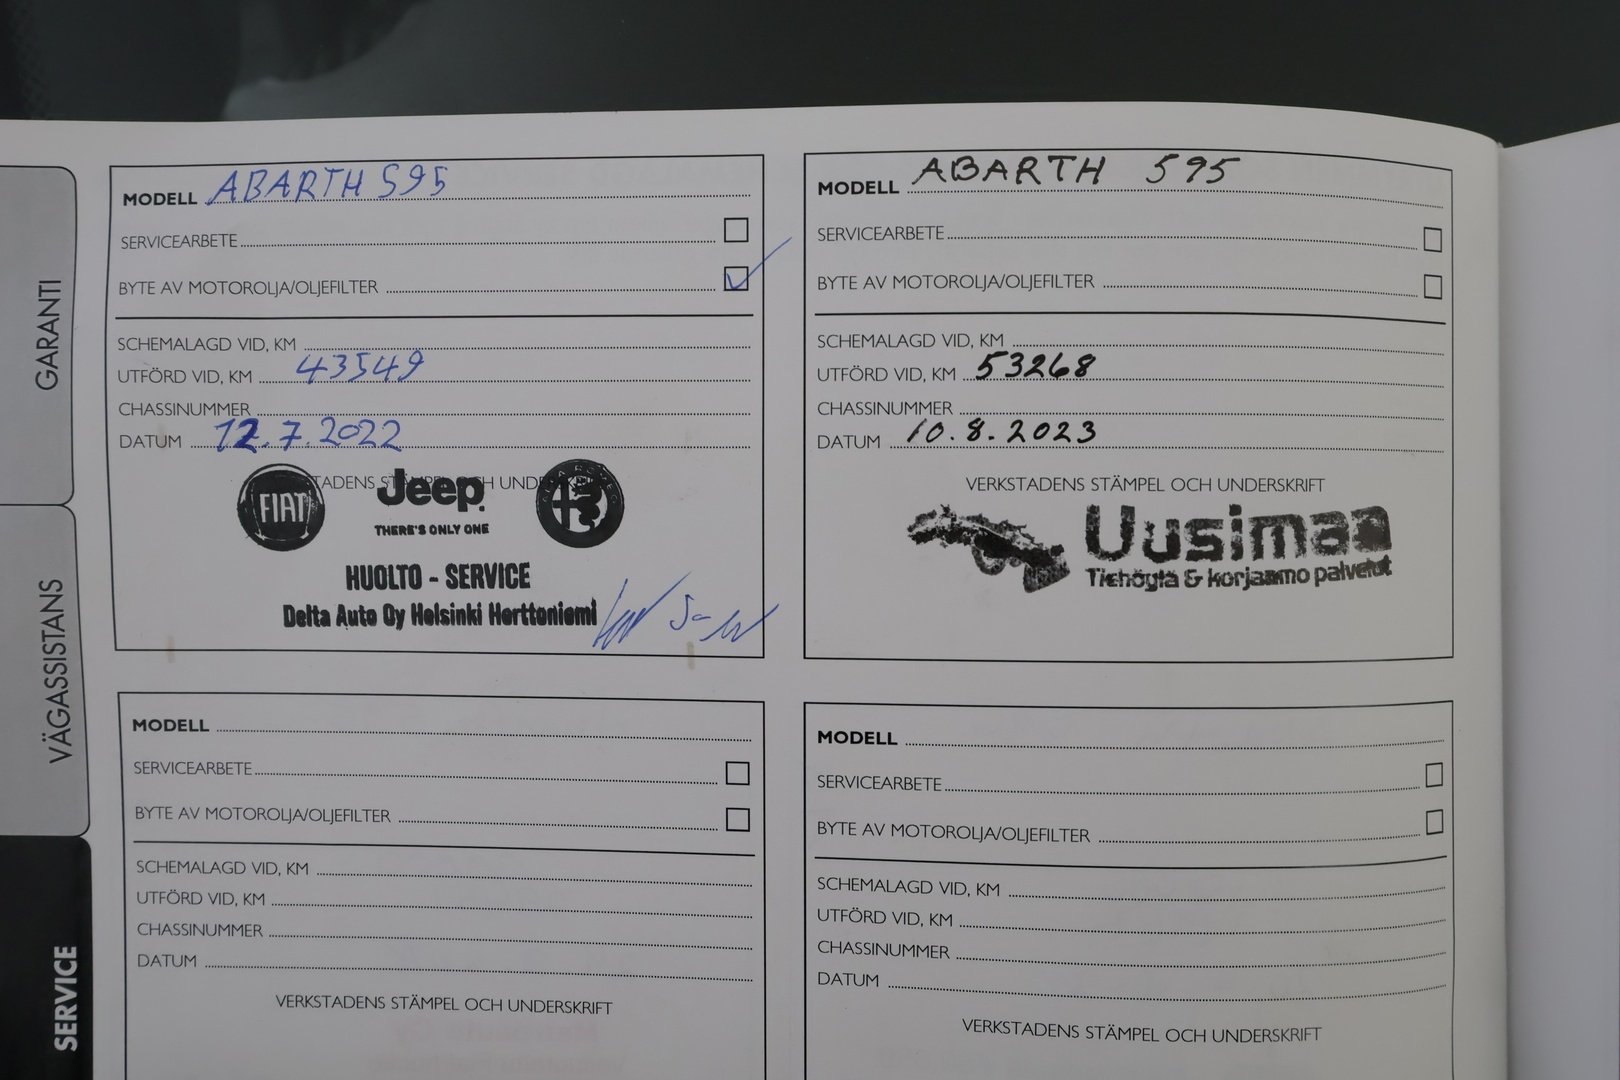 GARANTI
VÄGASSISTANS
SERVICE
MODELL ABARTH 595
SERVICEARBETE
BYTE AV MOTOROLJA/OLJEFILTER
SCHEMALAGD VID, KM
UTFÖRD VID, KM 43549
CHASSINUMMER
DATUM 12.7.2022
VERKSTADENS STÄMPEL OCH UNDERSKRIFT
FIAT
Jeep
THERE'S ONLY ONE
HUOLTO - SERVICE
Delta Auto Oy Helsinki Herttoniemi
MODELL ABARTH 595
SERVICEARBETE
BYTE AV MOTOROLJA/OLJEFILTER
SCHEMALAGD VID, KM
UTFÖRD VID, KM 53268
CHASSINUMMER
DATUM 10.8.2023
VERKSTADENS STÄMPEL OCH UNDERSKRIFT
Uusimaa
Tiehöylä & korjaamo palvelut
MODELL
SERVICEARBETE
BYTE AV MOTOROLJA/OLJEFILTER
SCHEMALAGD VID, KM
UTFÖRD VID, KM
CHASSINUMMER
DATUM
VERKSTADENS STÄMPEL OCH UNDERSKRIFT
MODELL
SERVICEARBETE
BYTE AV MOTOROLJA/OLJEFILTER
SCHEMALAGD VID, KM
UTFÖRD VID, KM
CHASSINUMMER
DATUM
VERKSTADENS STÄMPEL OCH UNDERSKRIFT